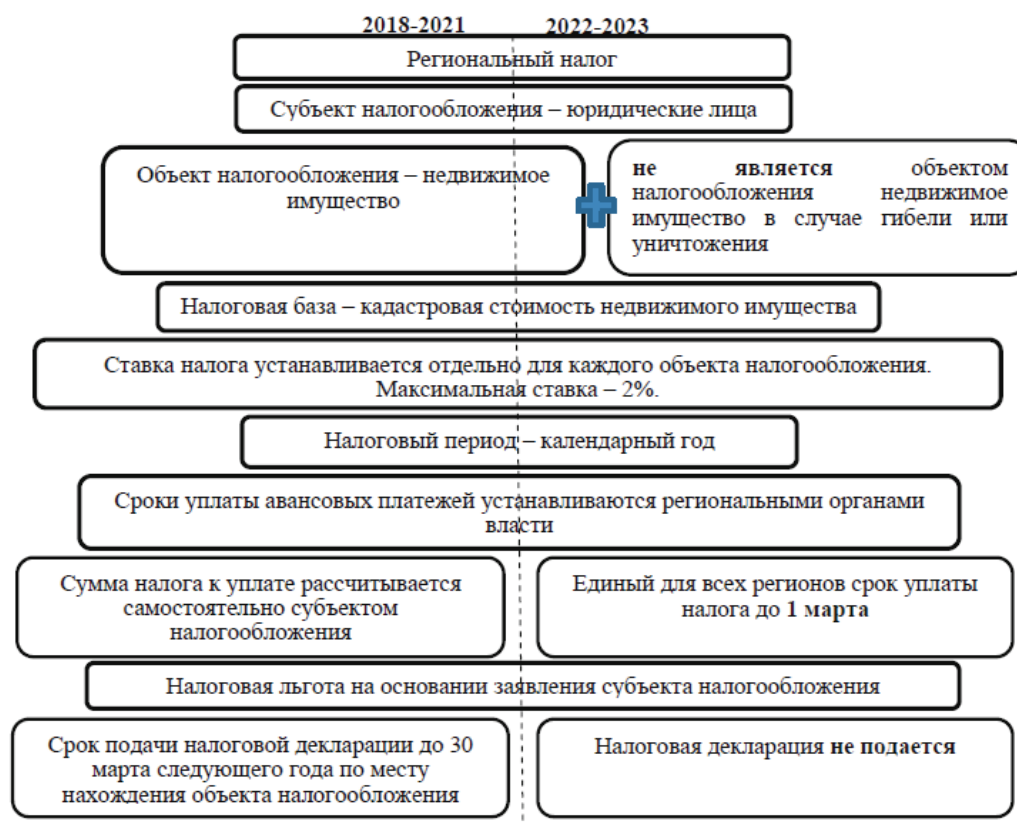 2018-2021
2022-2023
Региональный налог
Субъект налогообложения – юридические лица
Объект налогообложения – недвижимое
имущество
не является объектом
налогообложения недвижимое
имущество в случае гибели или
уничтожения
Налоговая база – кадастровая стоимость недвижимого имущества
Ставка налога устанавливается отдельно для каждого объекта налогообложения.
Максимальная ставка – 2%.
Налоговый период – календарный год
Сроки уплаты авансовых платежей устанавливаются региональными органами
власти
Сумма налога к уплате рассчитывается
самостоятельно субъектом
налогообложения
Единый для всех регионов срок уплаты
налога до 1 марта
Налоговая льгота на основании заявления субъекта налогообложения
Срок подачи налоговой декларации до 30
марта следующего года по месту
нахождения объекта налогообложения
Налоговая декларация не подается